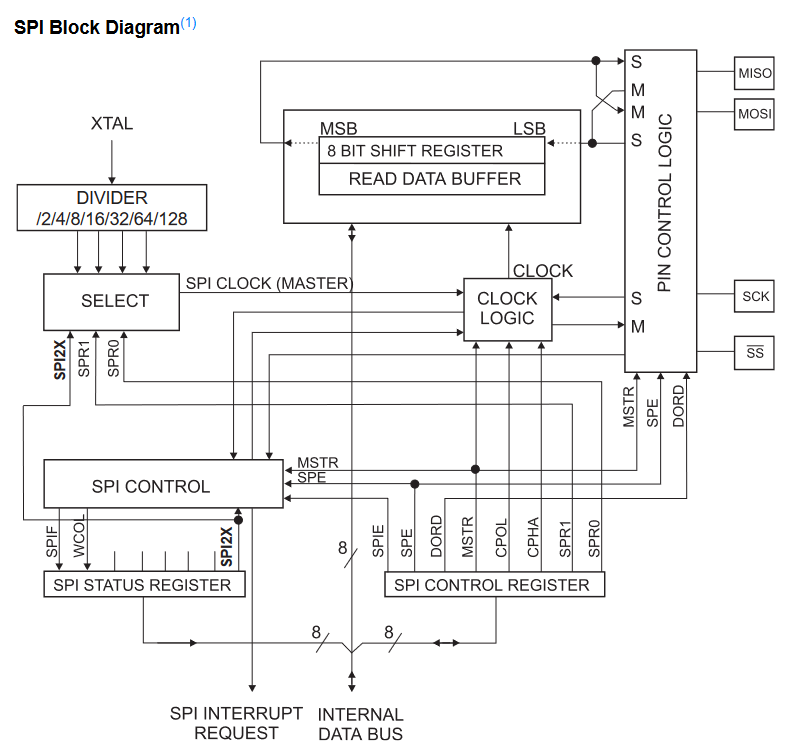 SPI Block Diagram(1)
XTAL
DIVIDER
/2/4/8/16/32/64/128
SELECT
SPI2X
SPR1
SPR0
SPI CLOCK (MASTER)
MSB
LSB
8 BIT SHIFT REGISTER
READ DATA BUFFER
CLOCK
CLOCK
LOGIC
S
M
M
S
S
M
PIN CONTROL LOGIC
MISO
MOSI
SCK
SS
MSTR
SPE
DORD
SPI CONTROL
MSTR
SPE
SPIF
WCOL
SPI2X
SPI STATUS REGISTER
8
SPIE
SPE
DORD
MSTR
CPOL
CPHA
SPR1
SPR0
SPI CONTROL REGISTER
8
8
SPI INTERRUPT
REQUEST
INTERNAL
DATA BUS